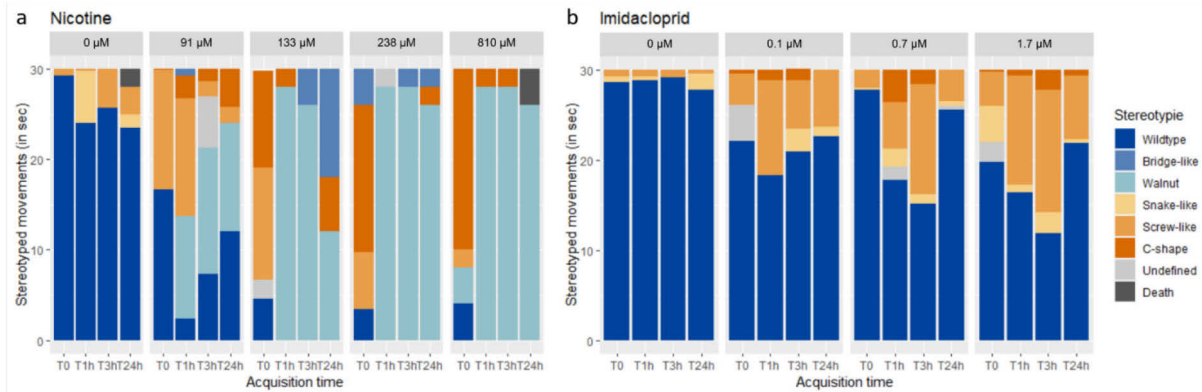 a Nicotine
0 µM 91 µM 133 µM 238 µM 810 µM
Stereotyped movements (in sec)
30
20
10
0
T0 T1h T3hT24h T0 T1h T3hT24h T0 T1h T3hT24h T0 T1h T3hT24h T0 T1h T3hT24h
Acquisition time
b Imidacloprid
0 µM 0.1 µM 0.7 µM 1.7 µM
Stereotyped movements (in sec)
30
20
10
0
T0 T1h T3h T24h T0 T1h T3h T24h T0 T1h T3h T24h T0 T1h T3h T24h
Acquisition time
Stereotypie
Wildtype
Bridge-like
Walnut
Snake-like
Screw-like
C-shape
Undefined
Death